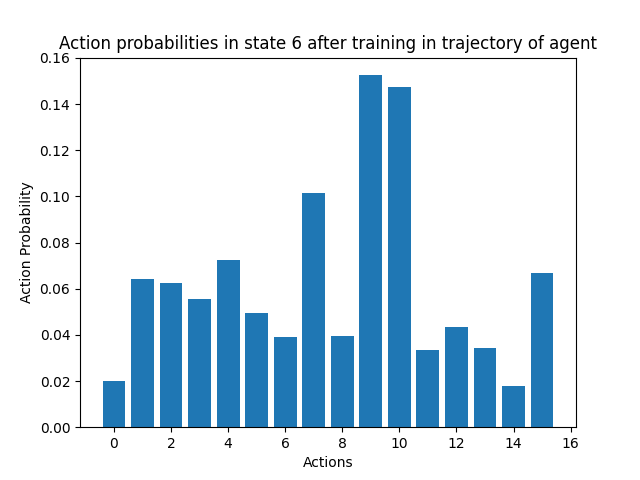 Action probabilities in state 6 after training in trajectory of agent
0.16
0.14
0.12
0.10
0.08
0.06
0.04
0.02
0.00
Action Probability
0 2 4 6 8 10 12 14 16
Actions